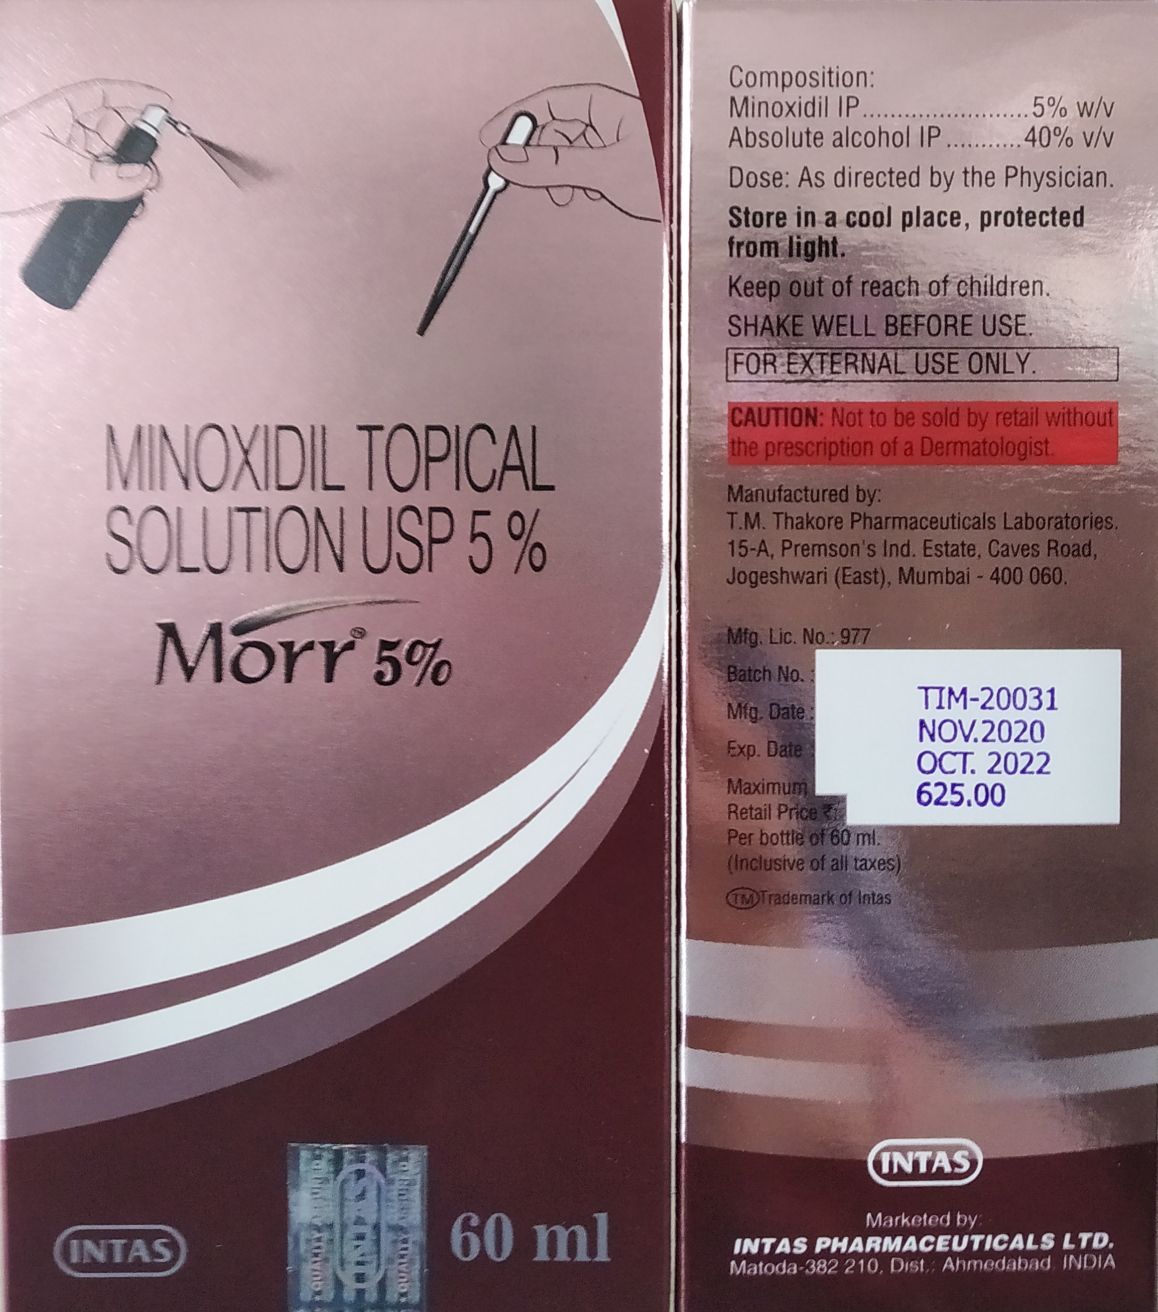 MINOXIDIL TOPICAL
SOLUTION USP 5 %
Morr™ 5%
INTAS
QUALITY
INTAS
QUALITY
60 ml
Composition:
Minoxidil IP........................5% w/v
Absolute alcohol IP...........40% v/v
Dose: As directed by the Physician.
Store in a cool place, protected
from light.
Keep out of reach of children.
SHAKE WELL BEFORE USE.
FOR EXTERNAL USE ONLY.
CAUTION: Not to be sold by retail without
the prescription of a Dermatologist.
Manufactured by:
T.M. Thakore Pharmaceuticals Laboratories.
15-A, Premson's Ind. Estate, Caves Road,
Jogeshwari (East), Mumbai - 400 060.
Mfg. Lic. No.: 977
Batch No. : TIM-20031
Mfg. Date : NOV.2020
Exp. Date OCT. 2022
Maximum 625.00
Retail Price ₹:
Per bottle of 60 ml.
(Inclusive of all taxes)
TM Trademark of Intas
INTAS
Marketed by:
INTAS PHARMACEUTICALS LTD.
Matoda-382 210, Dist.: Ahmedabad. INDIA